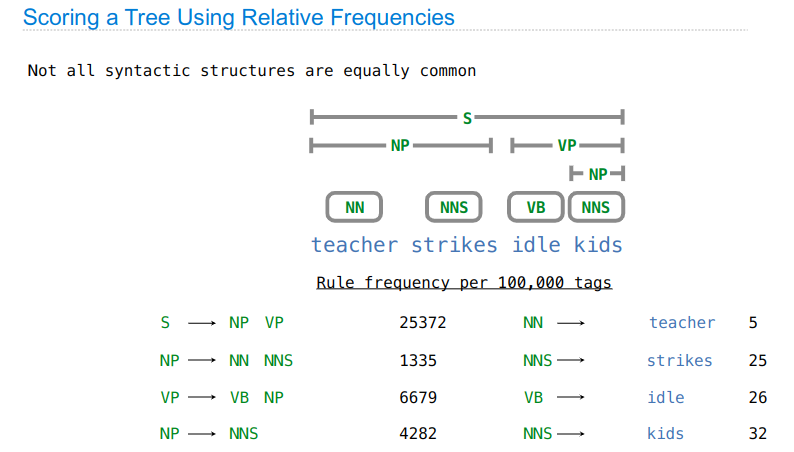 Scoring a Tree Using Relative Frequencies
Not all syntactic structures are equally common
S
NP VP
NP
NN NNS VB NNS
teacher strikes idle kids
Rule frequency per 100,000 tags
S → NP VP 25372 NN → teacher 5
NP → NN NNS 1335 NNS → strikes 25
VP → VB NP 6679 VB → idle 26
NP → NNS 4282 NNS → kids 32